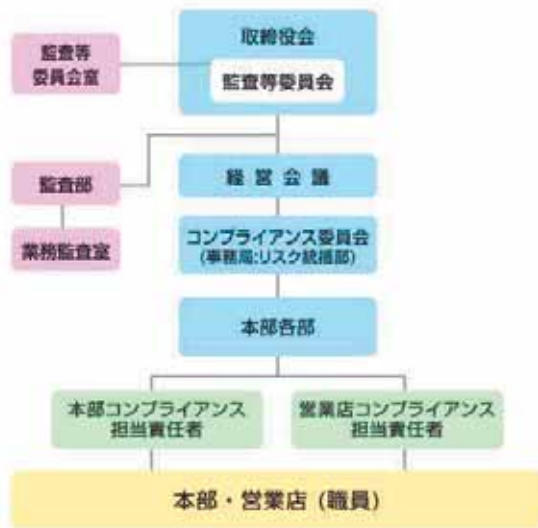 取締役会
監査等
委員会室
監査等委員会
監査部
経営会議
業務監査室
コンプライアンス委員会
(事務局:リスク統括部)
本部各部
本部コンプライアンス
担当責任者
営業店コンプライアンス
担当責任者
本部・営業店 (職員)